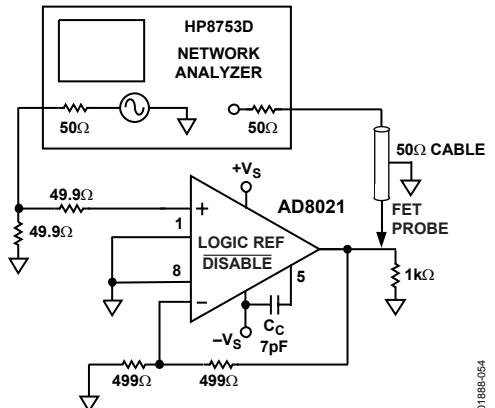 HP8753D
NETWORK
ANALYZER
50Ω
50Ω
50Ω CABLE
+VS
49.9Ω
+
AD8021
FET
PROBE
49.9Ω
1
LOGIC REF
DISABLE
8
5
1kΩ
–
CC
7pF
–VS
499Ω
499Ω
01888-054